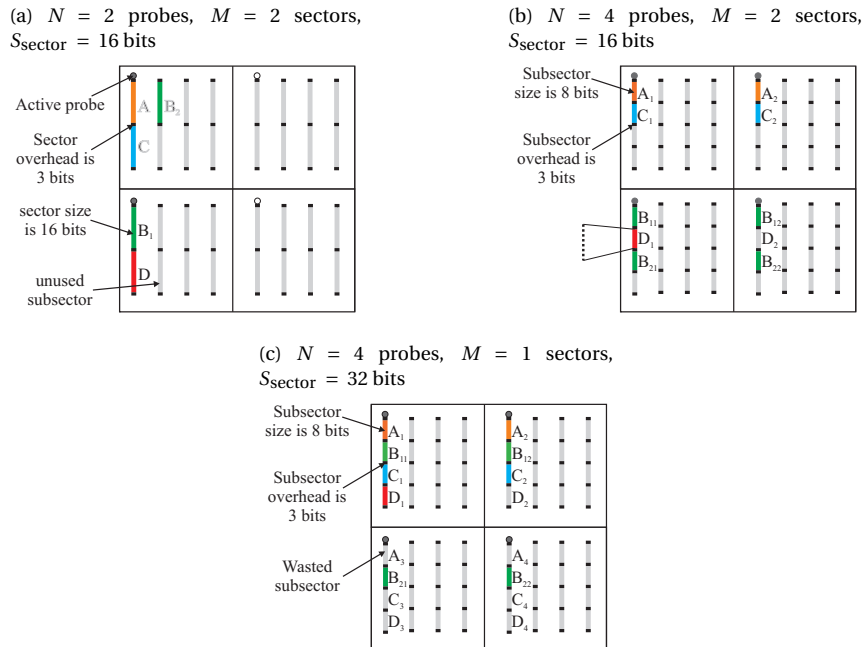 (a) N = 2 probes, M = 2 sectors,
S_sector = 16 bits
Active probe
A
B₂
Sector
overhead is
3 bits
C
sector size
is 16 bits
B₁
D
unused
subsector
(b) N = 4 probes, M = 2 sectors,
S_sector = 16 bits
Subsector
size is 8 bits
A₁
A₂
C₁
C₂
Subsector
overhead is
3 bits
B₁₁
B₁₂
D₁
D₂
B₂₁
B₂₂
(c) N = 4 probes, M = 1 sectors,
S_sector = 32 bits
Subsector
size is 8 bits
A₁
A₂
B₁₁
B₁₂
Subsector
overhead is
3 bits
C₁
C₂
D₁
D₂
Wasted
subsector
A₃
A₄
B₂₁
B₂₂
C₃
C₄
D₃
D₄